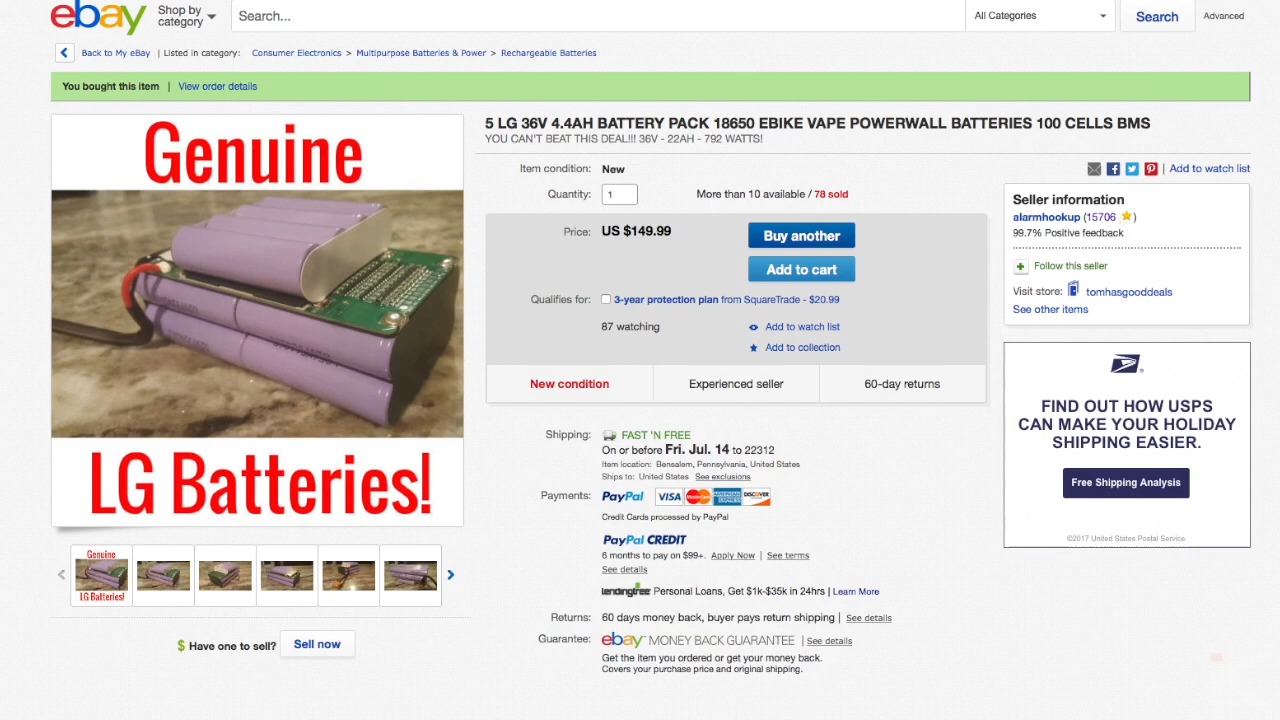 ebay
Shop by
category
Search...
All Categories
Search
Advanced
Back to My eBay | Listed in category: Consumer Electronics > Multipurpose Batteries & Power > Rechargeable Batteries
You bought this item | View order details
Genuine
LG Batteries!
Genuine
LG Batteries!
$ Have one to sell? Sell now
5 LG 36V 4.4AH BATTERY PACK 18650 EBIKE VAPE POWERWALL BATTERIES 100 CELLS BMS
YOU CAN'T BEAT THIS DEAL!!! 36V - 22AH - 792 WATTS!
Item condition: New
Quantity: 1 More than 10 available / 78 sold
Price: US $149.99
Buy another
Add to cart
Qualifies for: 3-year protection plan from SquareTrade - $20.99
87 watching
Add to watch list
Add to collection
New condition Experienced seller 60-day returns
Shipping: FAST 'N FREE
On or before Fri. Jul. 14 to 22312
Item location: Bensalem, Pennsylvania, United States
Ships to: United States See exclusions
Payments: PayPal VISA MasterCard AMERICAN EXPRESS DISCOVER
Credit Cards processed by PayPal
PayPal CREDIT
6 months to pay on $99+. Apply Now | See terms
See details
lendingtree Personal Loans, Get $1k-$35k in 24hrs | Learn More
Returns: 60 days money back, buyer pays return shipping | See details
Guarantee: ebay MONEY BACK GUARANTEE | See details
Get the item you ordered or get your money back.
Covers your purchase price and original shipping.
| Add to watch list
Seller information
alarmhookup (15706 )
99.7% Positive feedback
Follow this seller
Visit store: tomhasgooddeals
See other items
FIND OUT HOW USPS
CAN MAKE YOUR HOLIDAY
SHIPPING EASIER.
Free Shipping Analysis
©2017 United States Postal Service.